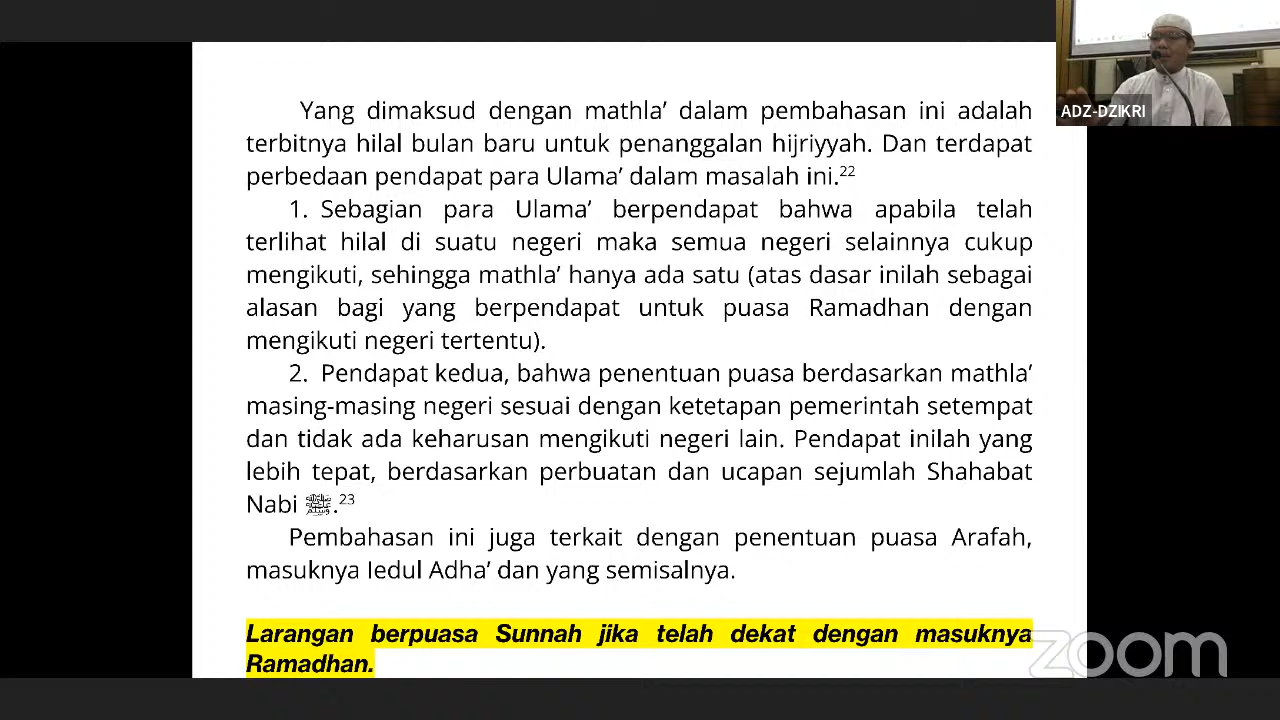 Yang dimaksud dengan mathla’ dalam pembahasan ini adalah
terbitnya hilal bulan baru untuk penanggalan hijriyyah. Dan terdapat
perbedaan pendapat para Ulama’ dalam masalah ini.22
1. Sebagian para Ulama’ berpendapat bahwa apabila telah
terlihat hilal di suatu negeri maka semua negeri selainnya cukup
mengikuti, sehingga mathla’ hanya ada satu (atas dasar inilah sebagai
alasan bagi yang berpendapat untuk puasa Ramadhan dengan
mengikuti negeri tertentu).
2. Pendapat kedua, bahwa penentuan puasa berdasarkan mathla’
masing-masing negeri sesuai dengan ketetapan pemerintah setempat
dan tidak ada keharusan mengikuti negeri lain. Pendapat inilah yang
lebih tepat, berdasarkan perbuatan dan ucapan sejumlah Shahabat
Nabi ﷺ.23
Pembahasan ini juga terkait dengan penentuan puasa Arafah,
masuknya Iedul Adha’ dan yang semisalnya.
Larangan berpuasa Sunnah jika telah dekat dengan masuknya
Ramadhan.
ADZ-DZIKRI
zoom